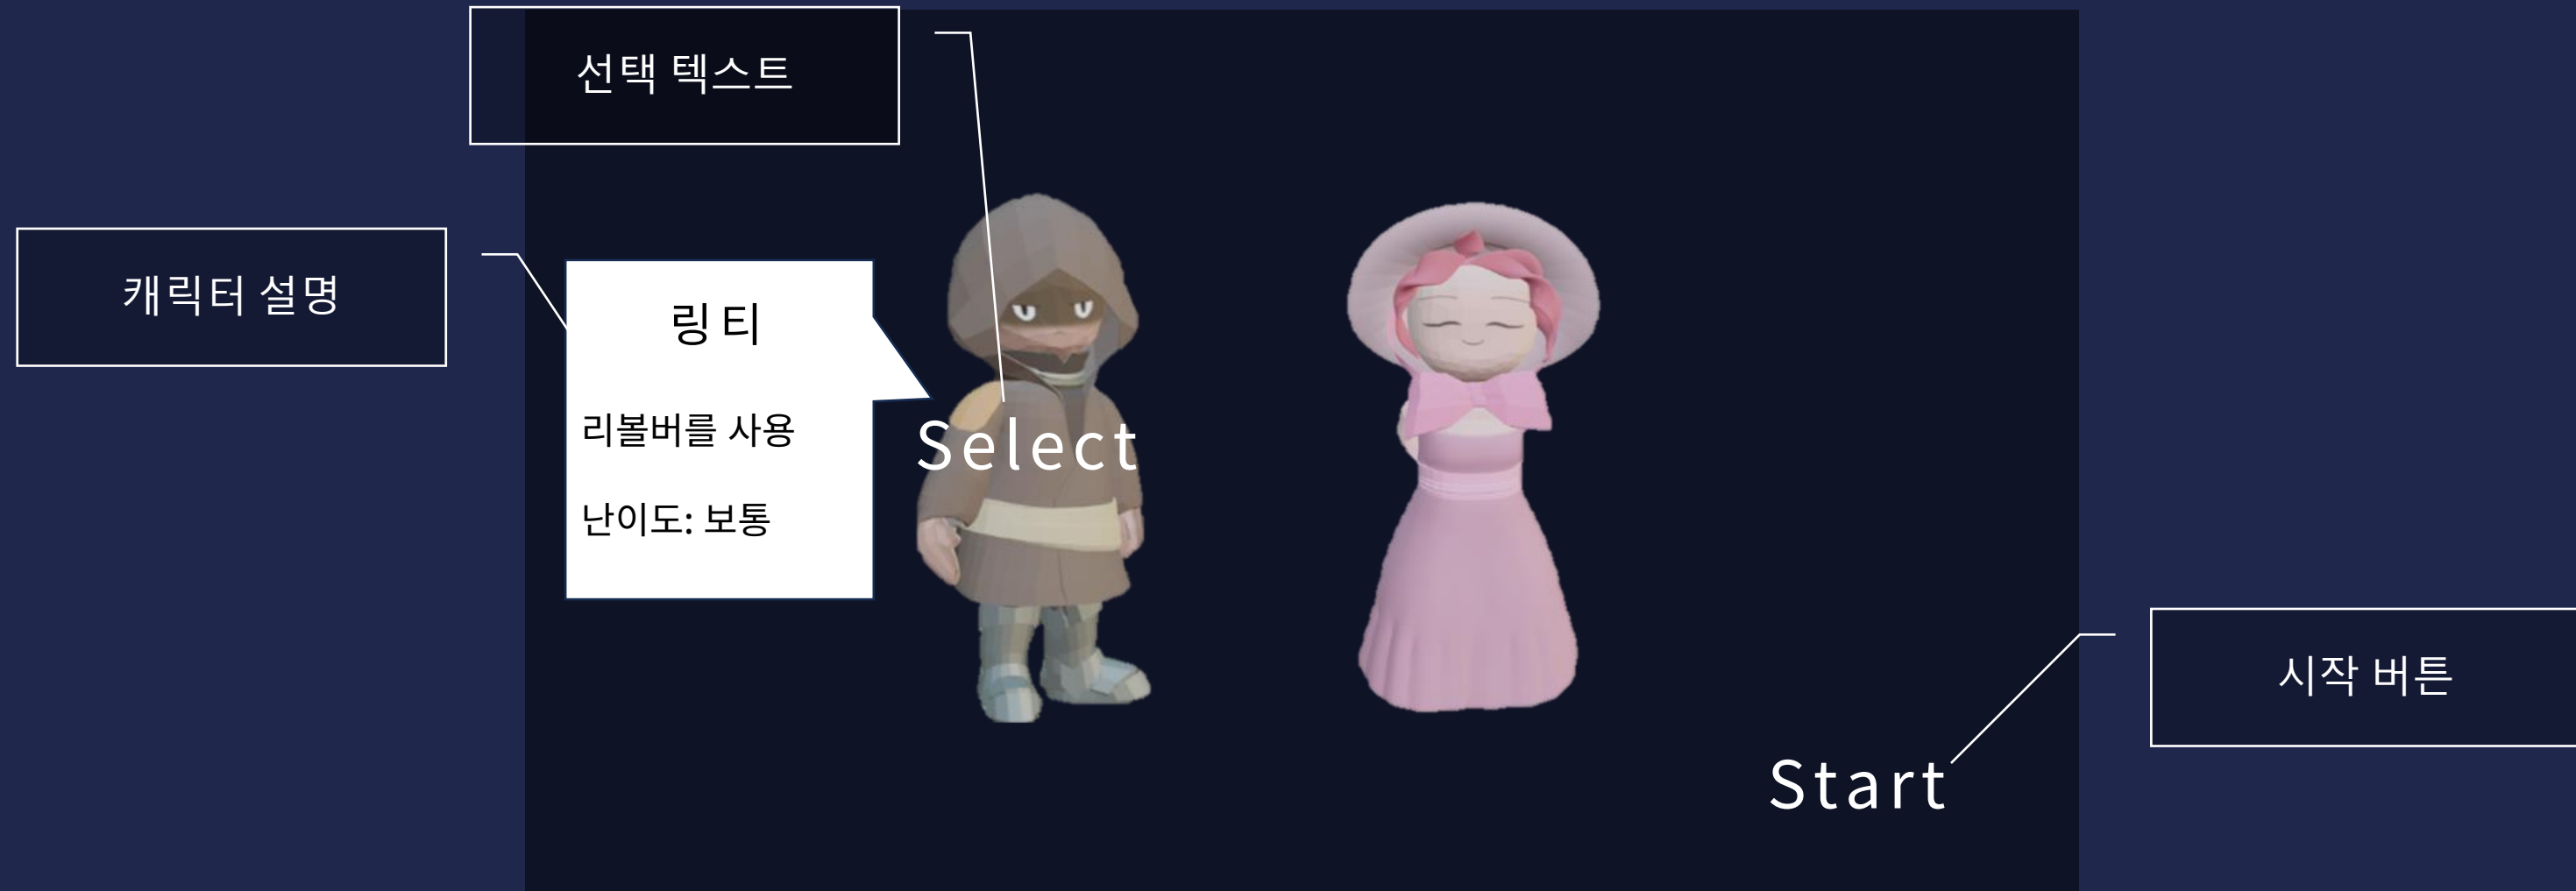 선택 텍스트
캐릭터 설명
링티
리볼버를 사용
난이도: 보통
Select
시작 버튼
Start